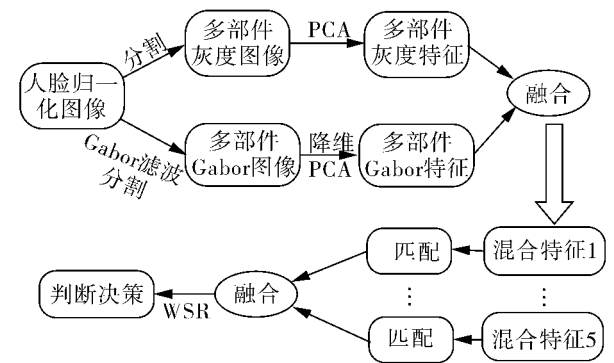 人脸归一
化图像
分割
多部件
灰度图像
PCA
多部件
灰度特征
融合
Gabor滤波
分割
多部件
Gabor图像
降维
PCA
多部件
Gabor特征
混合特征1
匹配
融合
WSR
判断决策
⋮
⋮
混合特征5
匹配